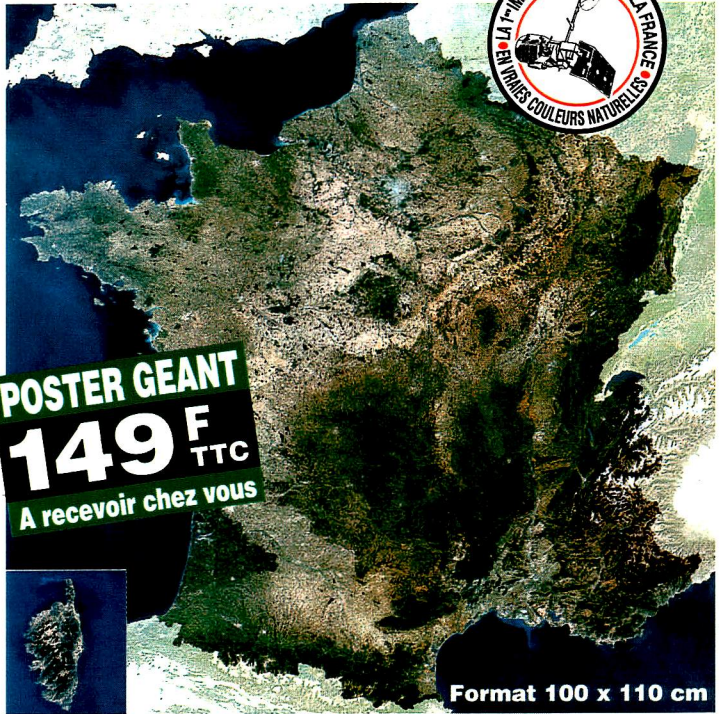 LA 1ère IM
LA FRANCE
EN VRAIES COULEURS NATURELLES
POSTER GEANT
149 F
TTC
A recevoir chez vous
Format 100 x 110 cm